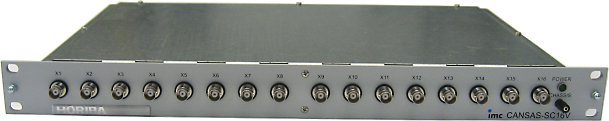 X1 X2 X3 X4 X5 X6 X7 X8 X9 X10 X11 X12 X13 X14 X15 X16 POWER
CHASSIS
HORIBA imc CANSAS-SC16V